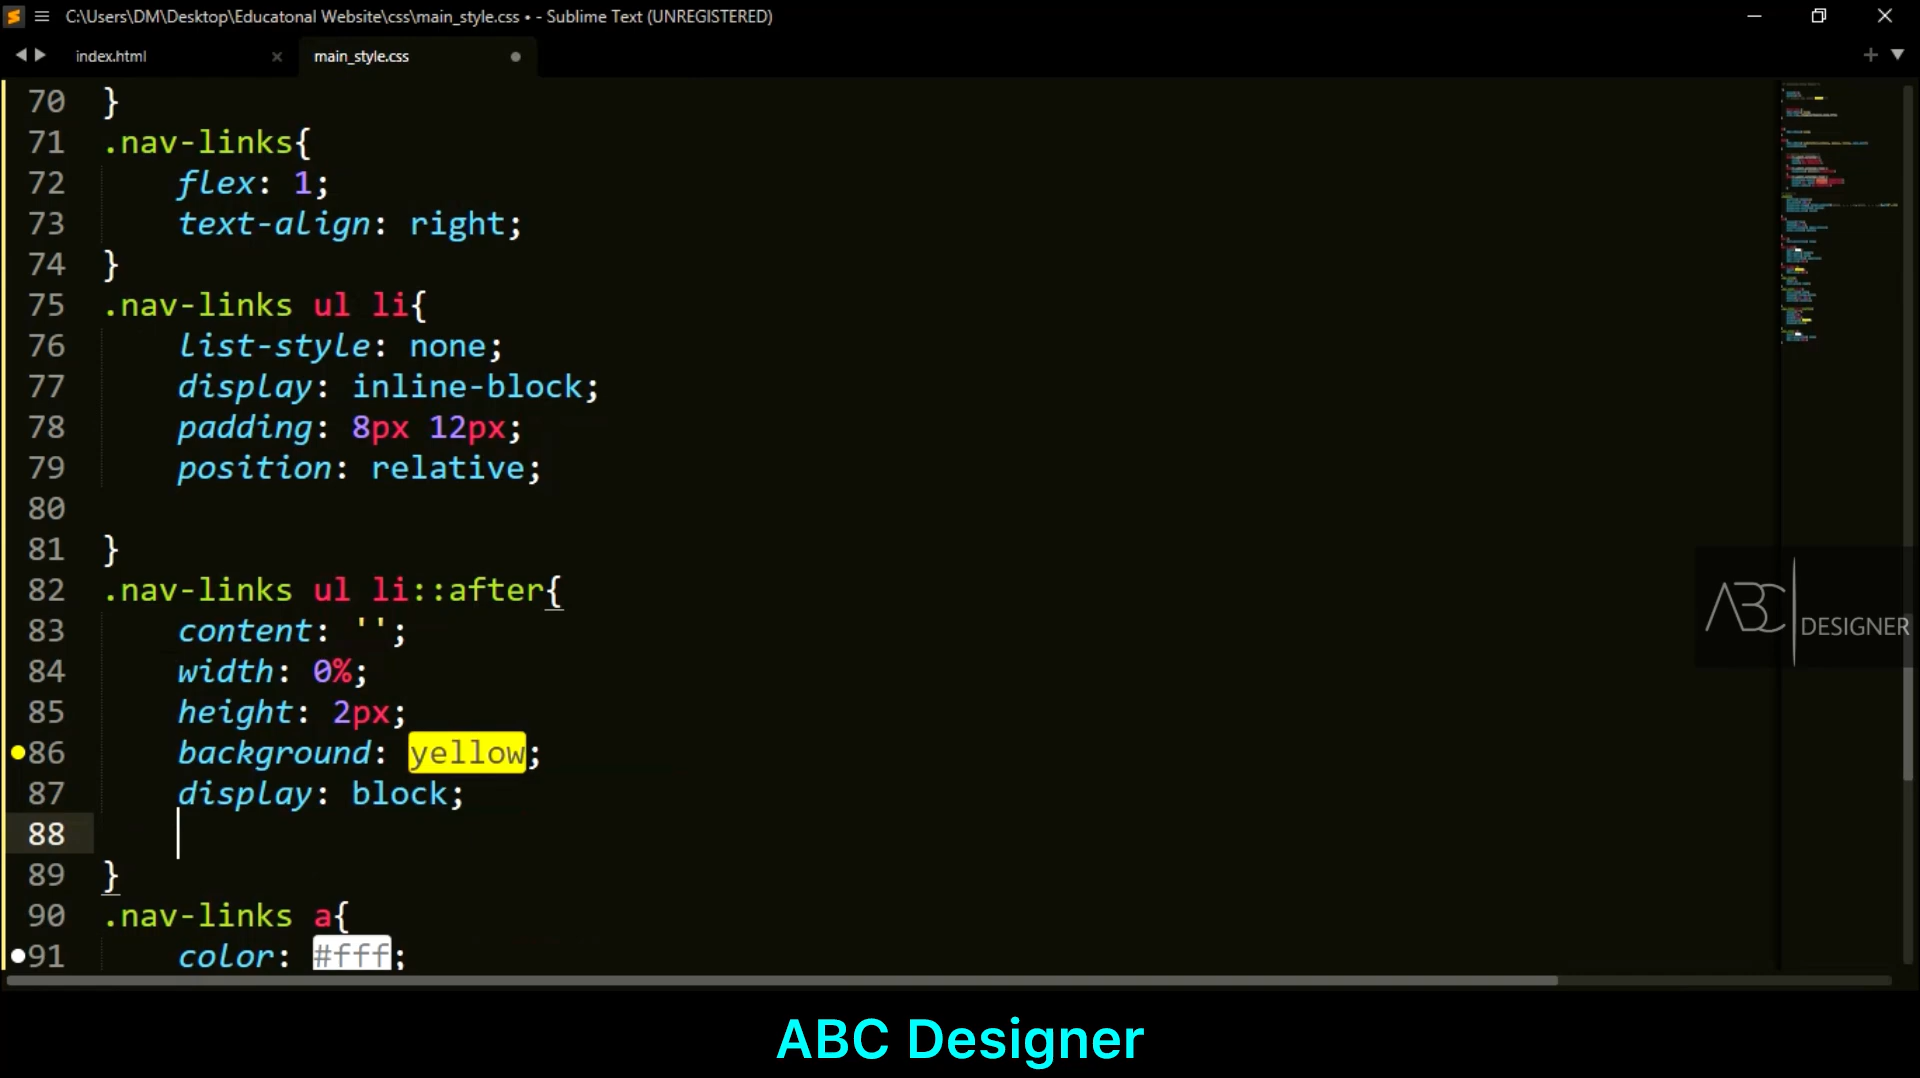 C:\Users\DM\Desktop\Educatonal Website\css\main_style.css • - Sublime Text (UNREGISTERED)
index.html
main_style.css
70 }
71 .nav-links{
72 flex: 1;
73 text-align: right;
74 }
75 .nav-links ul li{
76 list-style: none;
77 display: inline-block;
78 padding: 8px 12px;
79 position: relative;
80
81 }
82 .nav-links ul li::after{
83 content: '';
84 width: 0%;
85 height: 2px;
86 background: yellow;
87 display: block;
88
89 }
90 .nav-links a{
91 color: #fff;
ABC DESIGNER
ABC Designer